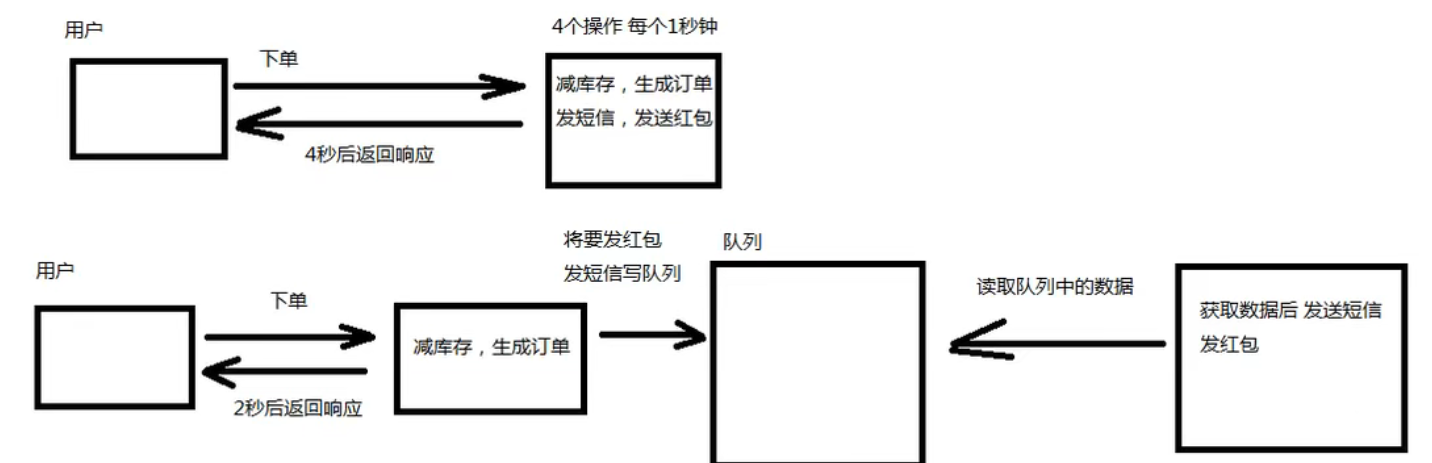 用户
下单
4秒后返回响应
4个操作 每个1秒钟
减库存，生成订单
发短信，发送红包
用户
下单
2秒后返回响应
减库存，生成订单
将要发红包
发短信写队列
队列
读取队列中的数据
获取数据后 发送短信
发红包